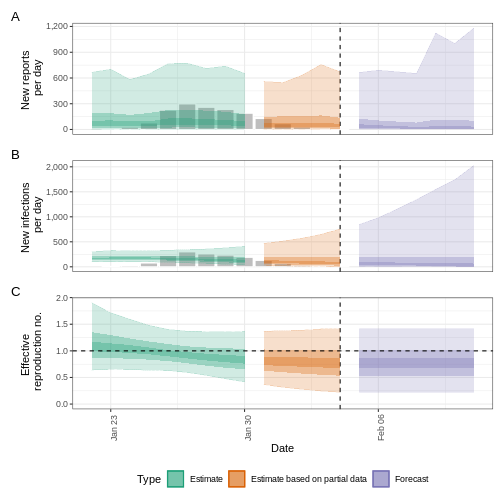 A
1,200
900
600
300
0
New reports
per day
B
2,000
1,500
1,000
500
0
New infections
per day
C
2.0
1.5
1.0
0.5
0.0
Effective
reproduction no.
Jan 23
Jan 30
Feb 06
Date
Type
Estimate
Estimate based on partial data
Forecast